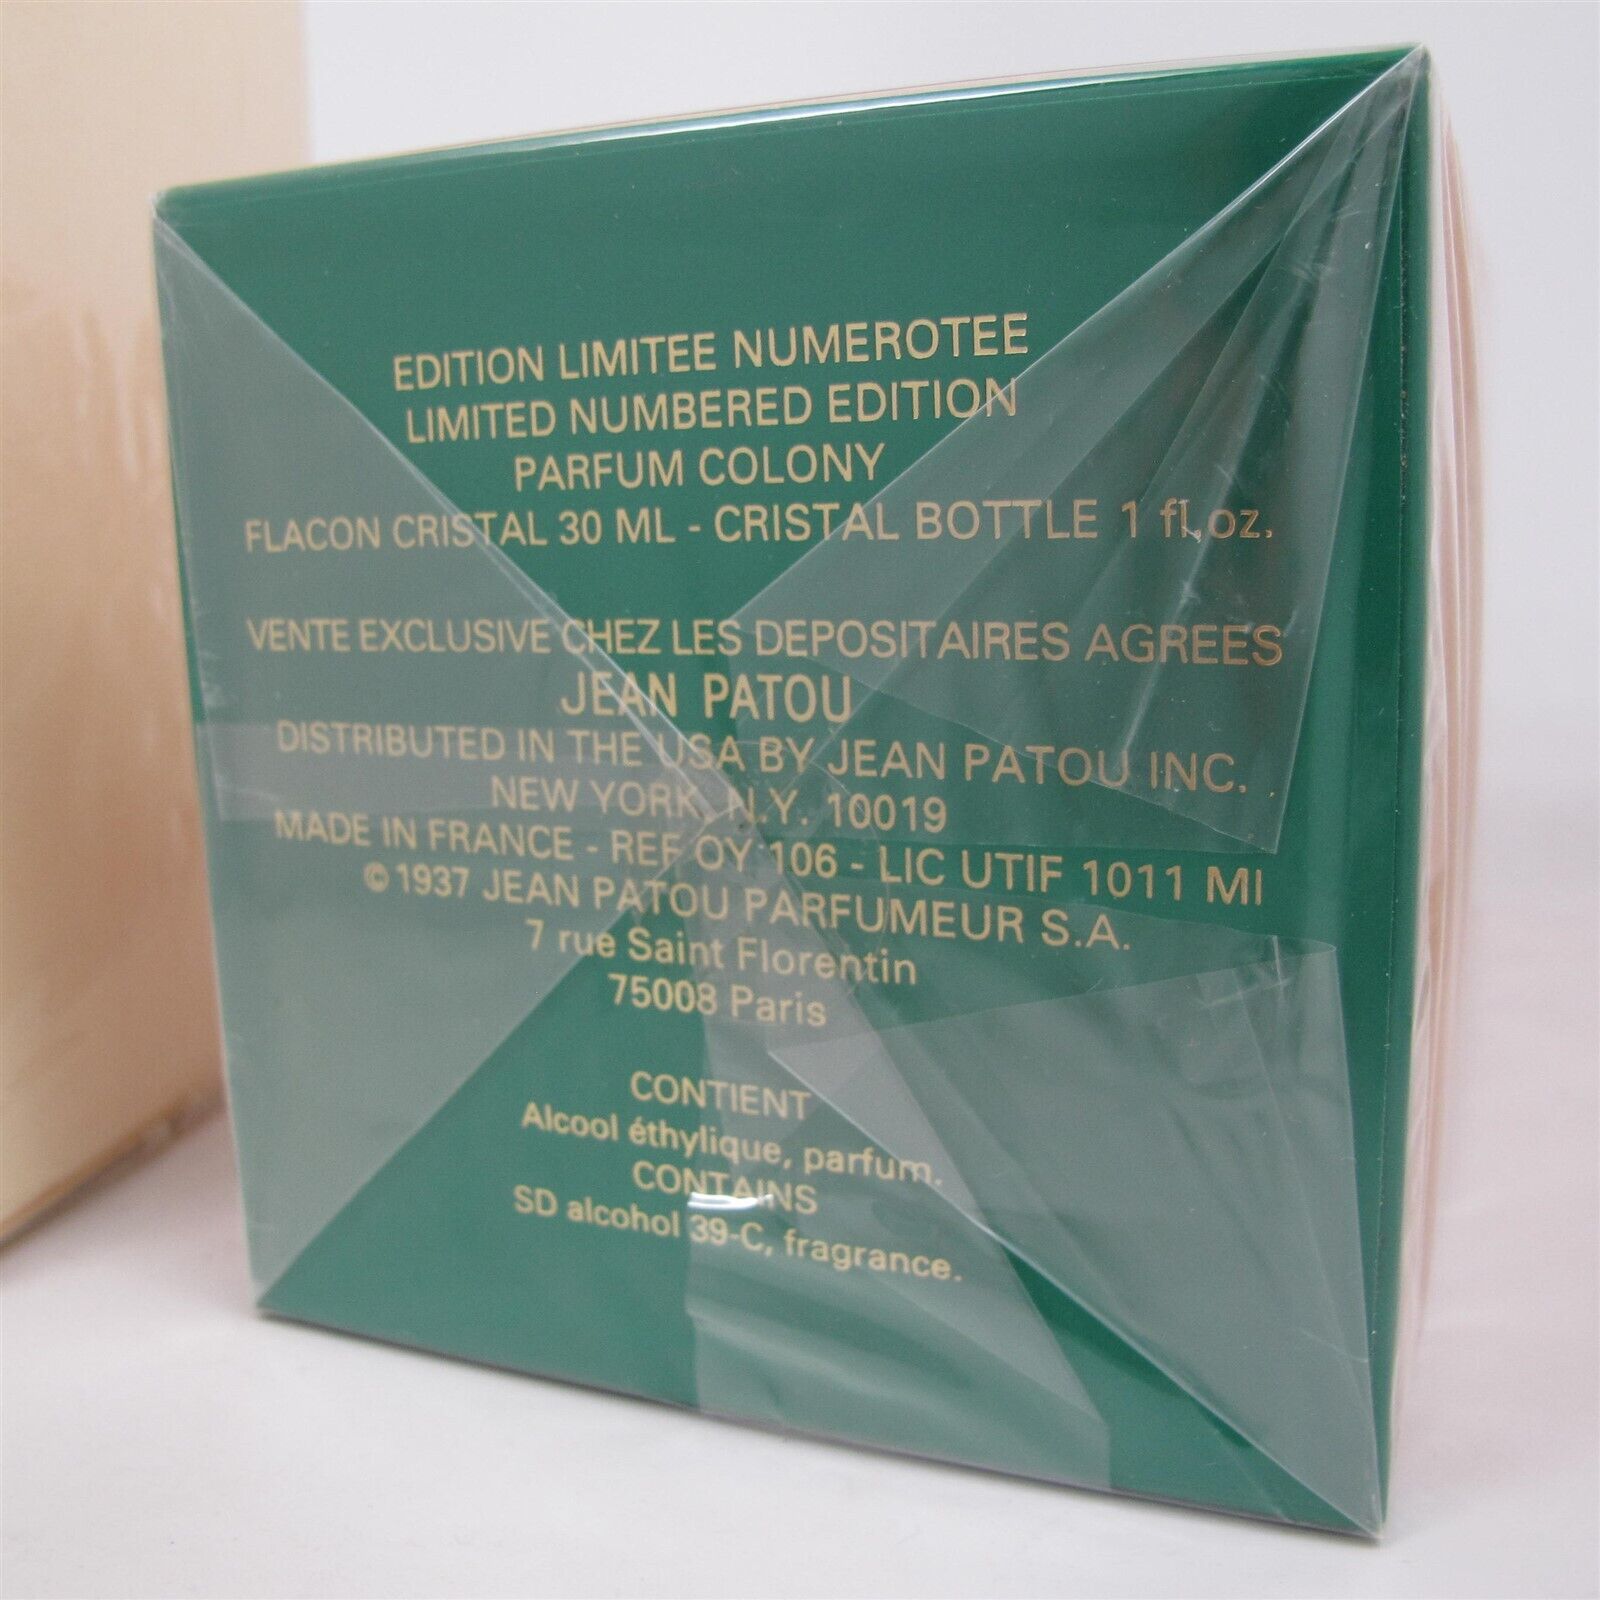 EDITION LIMITEE NUMEROTEE
LIMITED NUMBERED EDITION
PARFUM COLONY
FLACON CRISTAL 30 ML - CRISTAL BOTTLE 1 fl.oz.
VENTE EXCLUSIVE CHEZ LES DEPOSITAIRES AGREES
JEAN PATOU
DISTRIBUTED IN THE USA BY JEAN PATOU INC.
NEW YORK, N.Y. 10019
MADE IN FRANCE - REF OY 106 - LIC UTIF 1011 MI
© 1937 JEAN PATOU PARFUMEUR S.A.
7 rue Saint Florentin
75008 Paris
CONTIENT
Alcool éthylique, parfum.
CONTAINS
SD alcohol 39-C, fragrance.